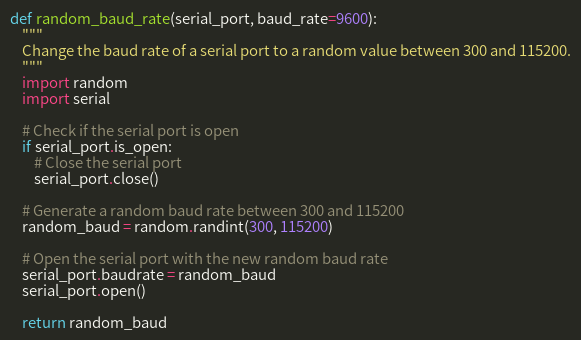 def random_baud_rate(serial_port, baud_rate=9600):
    """
    Change the baud rate of a serial port to a random value between 300 and 115200.
    """
    import random
    import serial

    # Check if the serial port is open
    if serial_port.is_open:
        # Close the serial port
        serial_port.close()

    # Generate a random baud rate between 300 and 115200
    random_baud = random.randint(300, 115200)

    # Open the serial port with the new random baud rate
    serial_port.baudrate = random_baud
    serial_port.open()

    return random_baud